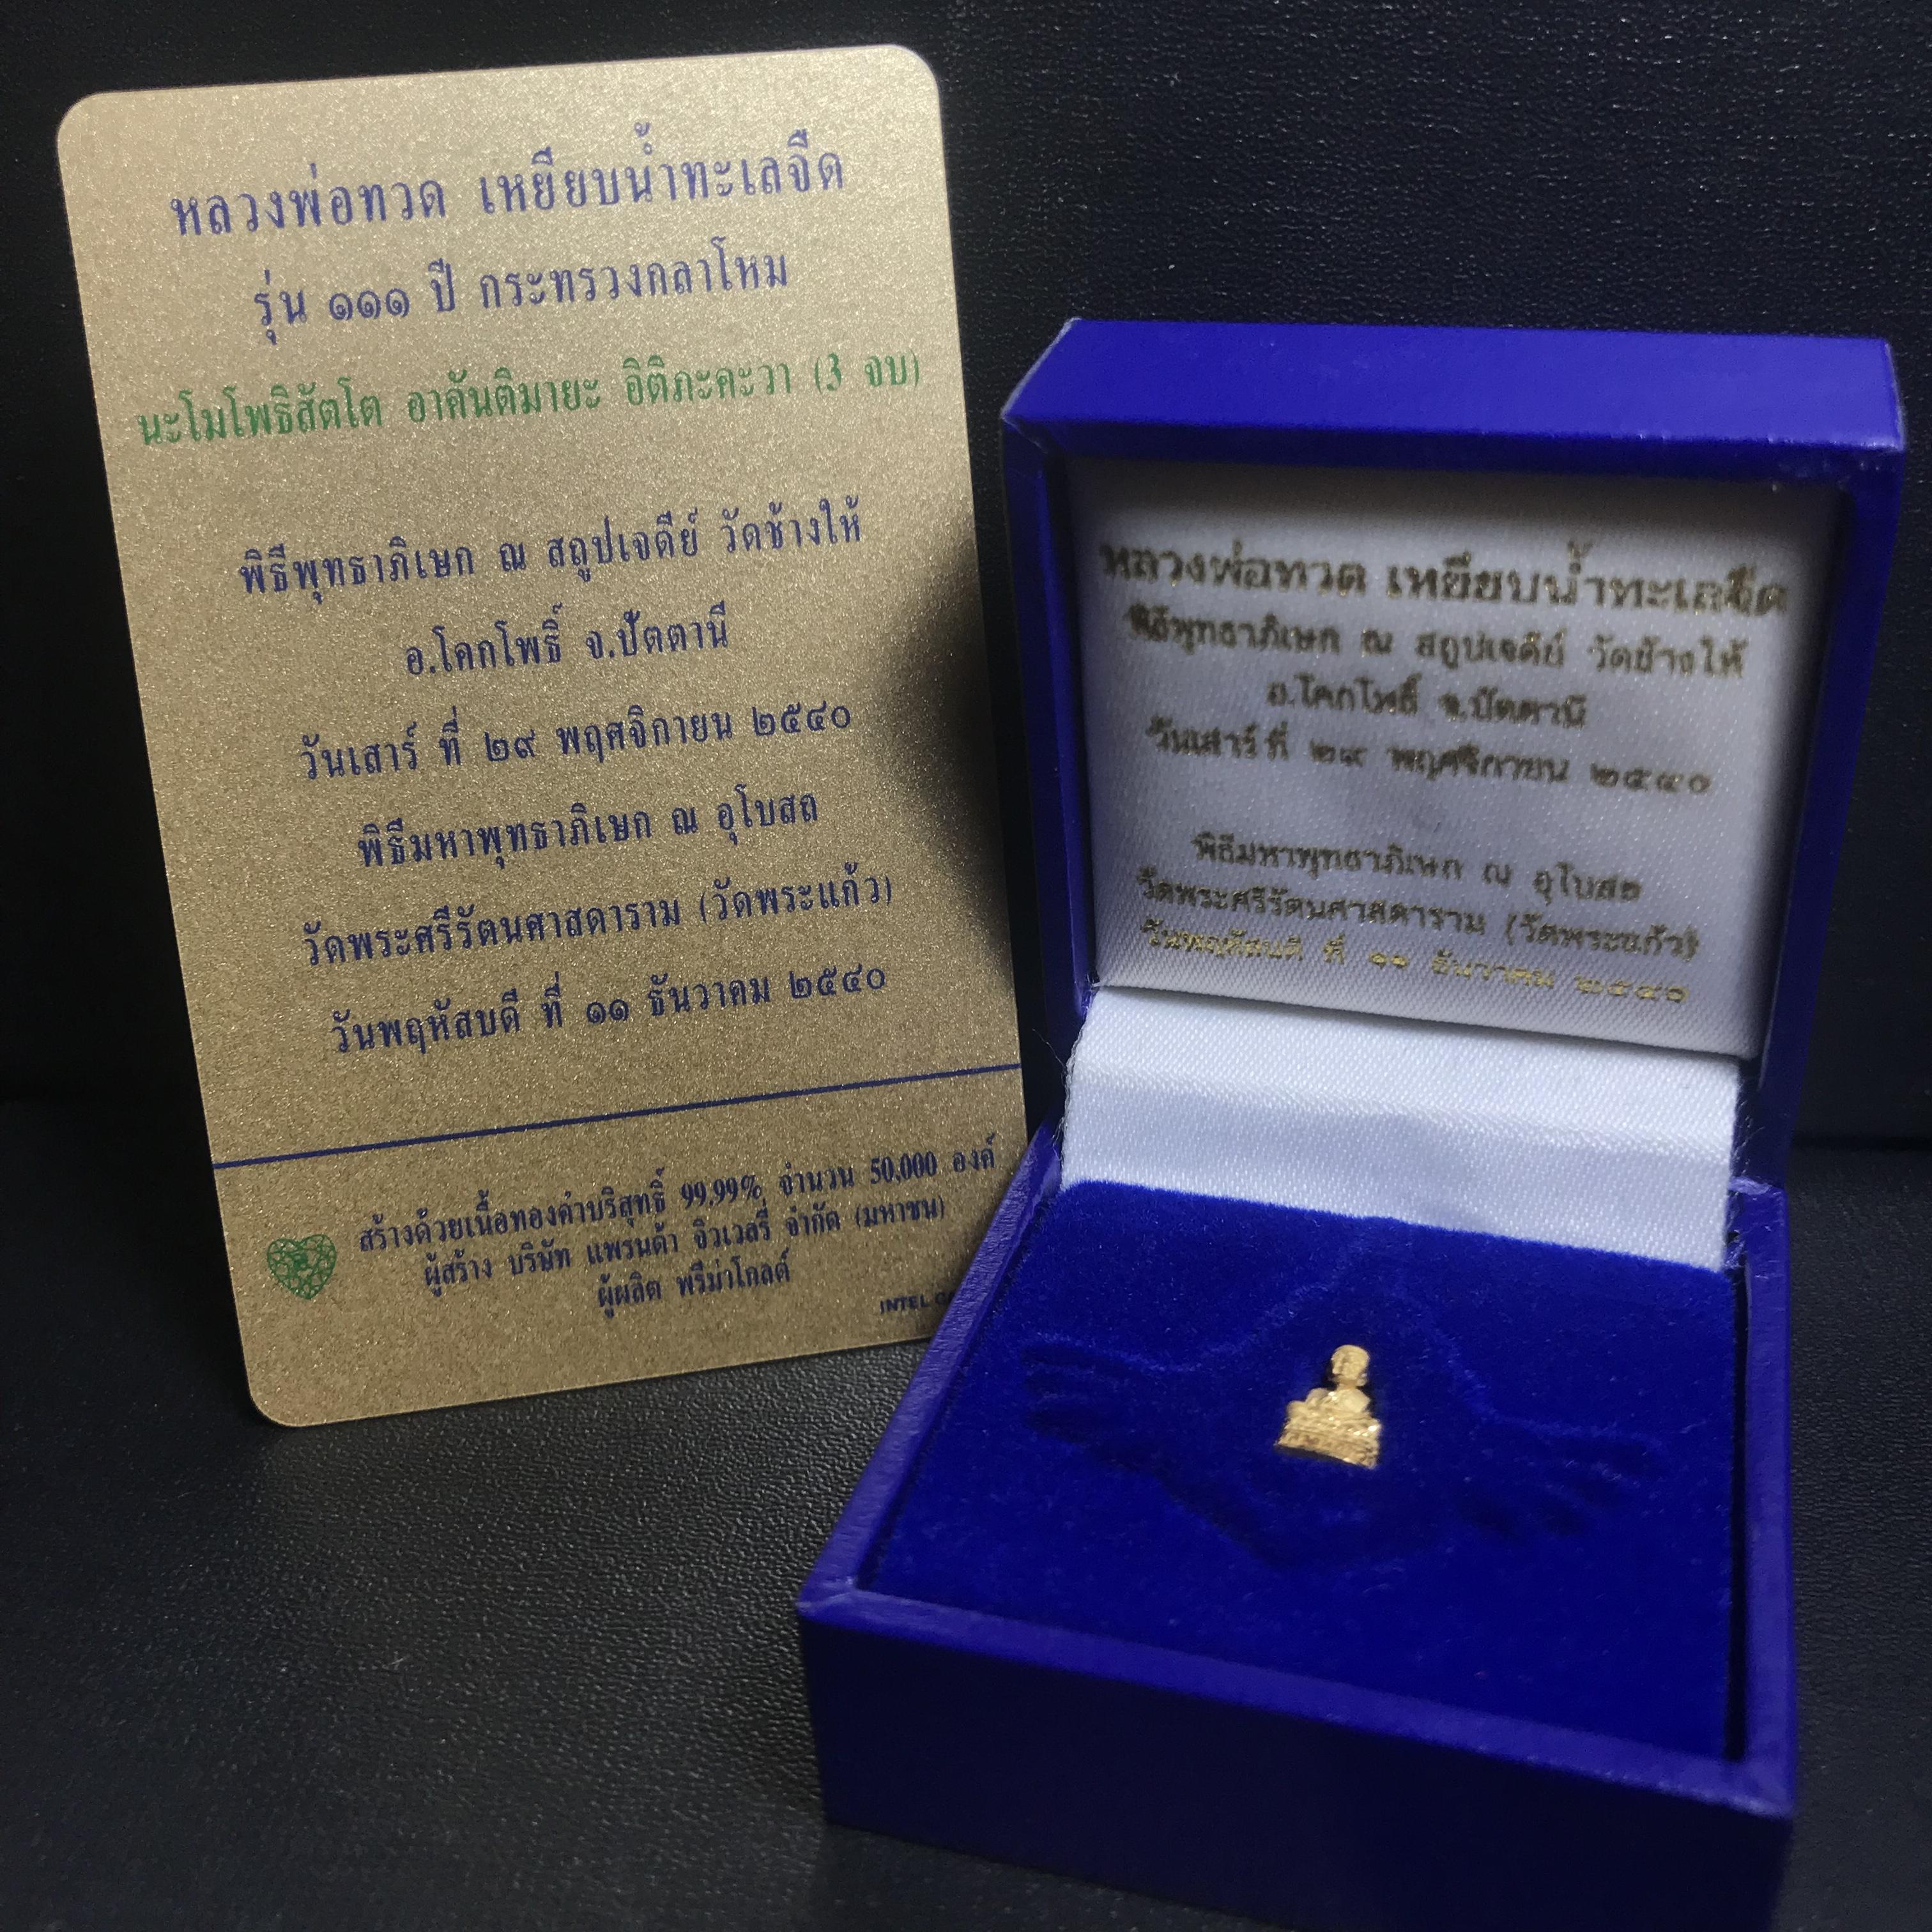 หลวงพ่อทวด เหยียบน้ำทะเลจืด
รุ่น ๑๑๑ ปี กระทรวงกลาโหม
นะโมโพธิสัตโต อาคันติมายะ อิติภะคะวา (3 จบ)
พิธีพุทธาภิเษก ณ สถูปเจดีย์ วัดช้างให้
อ.โคกโพธิ์ จ.ปัตตานี
วันเสาร์ ที่ ๒๙ พฤศจิกายน ๒๕๔๐
พิธีมหาพุทธาภิเษก ณ อุโบสถ
วัดพระศรีรัตนศาสดาราม (วัดพระแก้ว)
วันพฤหัสบดี ที่ ๑๑ ธันวาคม ๒๕๔๐
สร้างด้วยเนื้อทองคำบริสุทธิ์ 99.99% จำนวน 50,000 องค์
ผู้สร้าง บริษัท แพรนด้า จิวเวลรี่ จำกัด (มหาชน)
ผู้ผลิต พรีม่าโกลด์
INTEL
หลวงพ่อทวด เหยียบน้ำทะเลจืด
พิธีพุทธาภิเษก ณ สถูปเจดีย์ วัดช้างให้
อ.โคกโพธิ์ จ.ปัตตานี
วันเสาร์ ที่ ๒๙ พฤศจิกายน ๒๕๔๐
พิธีมหาพุทธาภิเษก ณ อุโบสถ
วัดพระศรีรัตนศาสดาราม (วัดพระแก้ว)
วันพฤหัสบดี ที่ ๑๑ ธันวาคม ๒๕๔๐